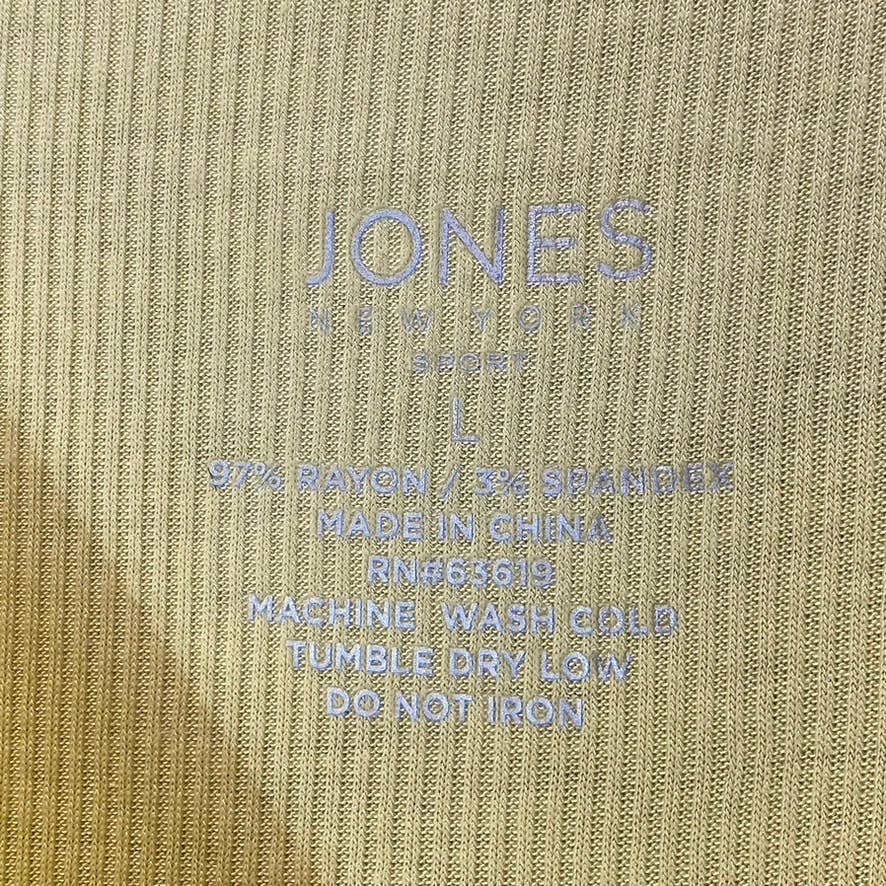 JONES
NEW YORK
SPORT
L
97% RAYON / 3% SPANDEX
MADE IN CHINA
RN#63619
MACHINE WASH COLD
TUMBLE DRY LOW
DO NOT IRON